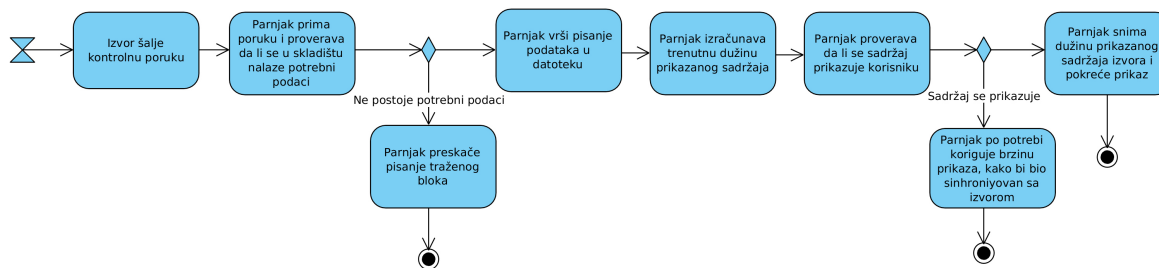 Izvor šalje
kontrolnu poruku
Parnjak prima
poruku i proverava
da li se u skladištu
nalaze potrebni
podaci
Ne postoje potrebni podaci
Parnjak preskače
pisanje traženog
bloka
Parnjak vrši pisanje
podataka u
datoteku
Parnjak izračunava
trenutnu dužinu
prikazanog sadržaja
Parnjak proverava
da li se sadržaj
prikazuje korisniku
Sadržaj se prikazuje
Parnjak po potrebi
koriguje brzinu
prikaza, kako bi bio
sinhroniyovan sa
izvorom
Parnjak snima
dužinu prikazanog
sadržaja izvora i
pokreće prikaz